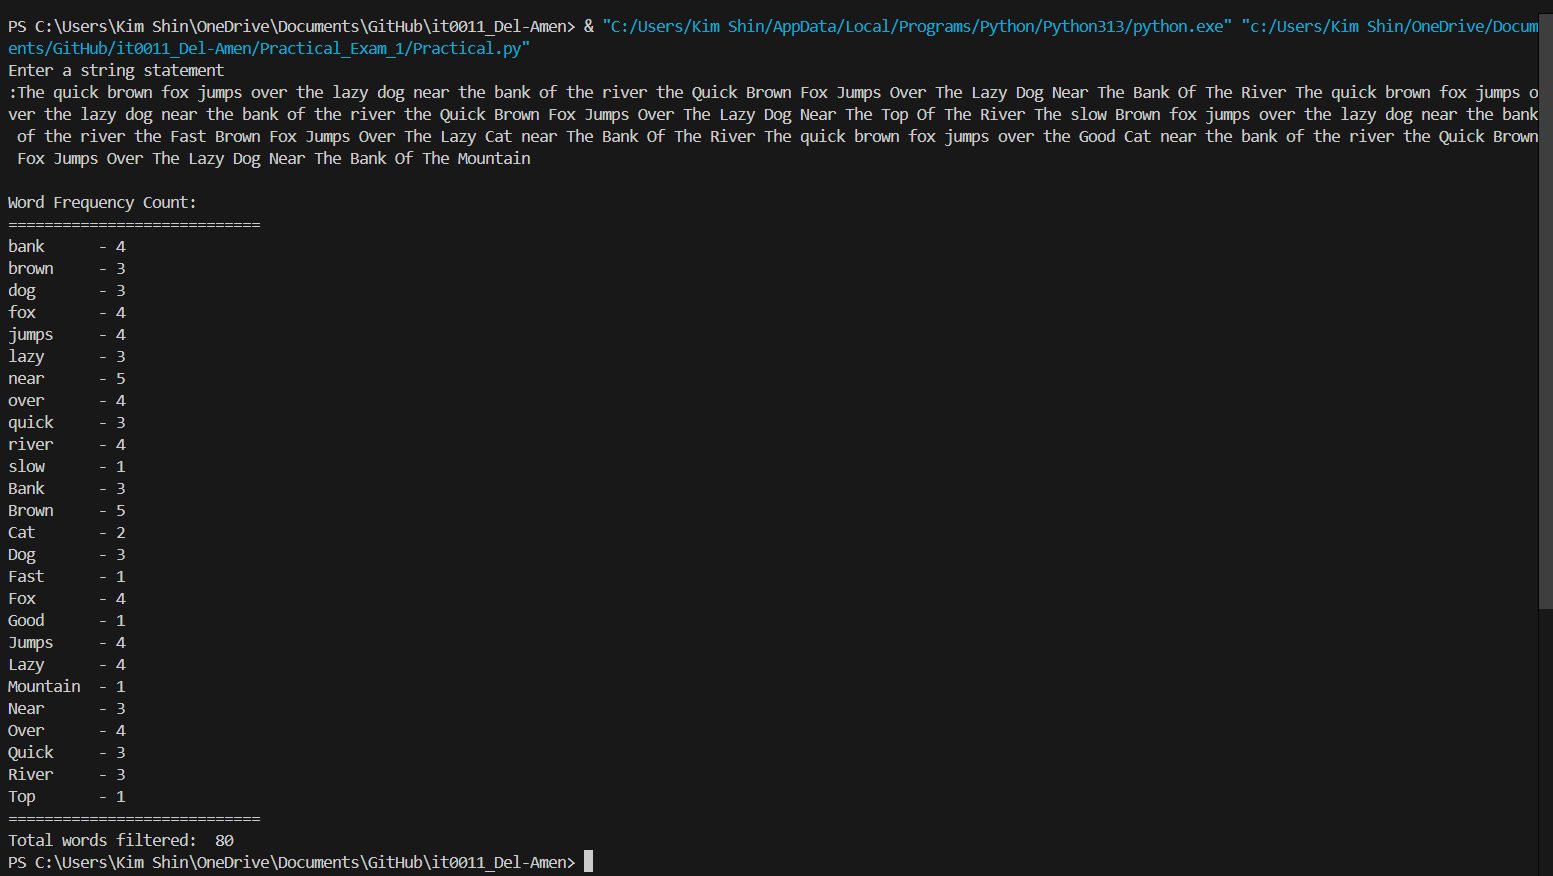 PS C:\Users\Kim Shin\OneDrive\Documents\GitHub\it0011_Del-Amen> & "C:/Users/Kim Shin/AppData/Local/Programs/Python/Python313/python.exe" "c:/Users/Kim Shin/OneDrive/Docum
ents/GitHub/it0011_Del-Amen/Practical_Exam_1/Practical.py"
Enter a string statement
:The quick brown fox jumps over the lazy dog near the bank of the river the Quick Brown Fox Jumps Over The Lazy Dog Near The Bank Of The River The quick brown fox jumps o
ver the lazy dog near the bank of the river the Quick Brown Fox Jumps Over The Lazy Dog Near The Top Of The River The slow Brown fox jumps over the lazy dog near the bank
 of the river the Fast Brown Fox Jumps Over The Lazy Cat near The Bank Of The River The quick brown fox jumps over the Good Cat near the bank of the river the Quick Brown
 Fox Jumps Over The Lazy Dog Near The Bank Of The Mountain

Word Frequency Count:
============================
bank      - 4
brown     - 3
dog       - 3
fox       - 4
jumps     - 4
lazy      - 3
near      - 5
over      - 4
quick     - 3
river     - 4
slow      - 1
Bank      - 3
Brown     - 5
Cat       - 2
Dog       - 3
Fast      - 1
Fox       - 4
Good      - 1
Jumps     - 4
Lazy      - 4
Mountain  - 1
Near      - 3
Over      - 4
Quick     - 3
River     - 3
Top       - 1
============================
Total words filtered:  80
PS C:\Users\Kim Shin\OneDrive\Documents\GitHub\it0011_Del-Amen>